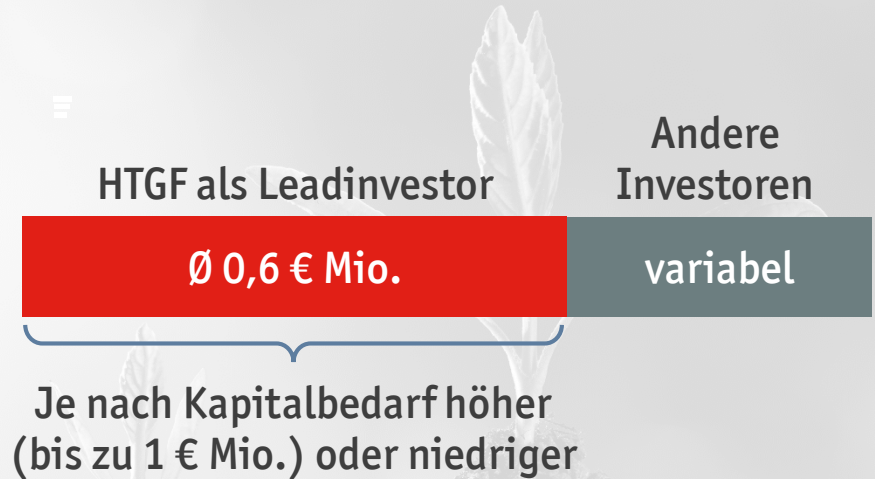 HTGF als Leadinvestor
Andere
Investoren
Ø 0,6 € Mio.
variabel
Je nach Kapitalbedarf höher
(bis zu 1 € Mio.) oder niedriger